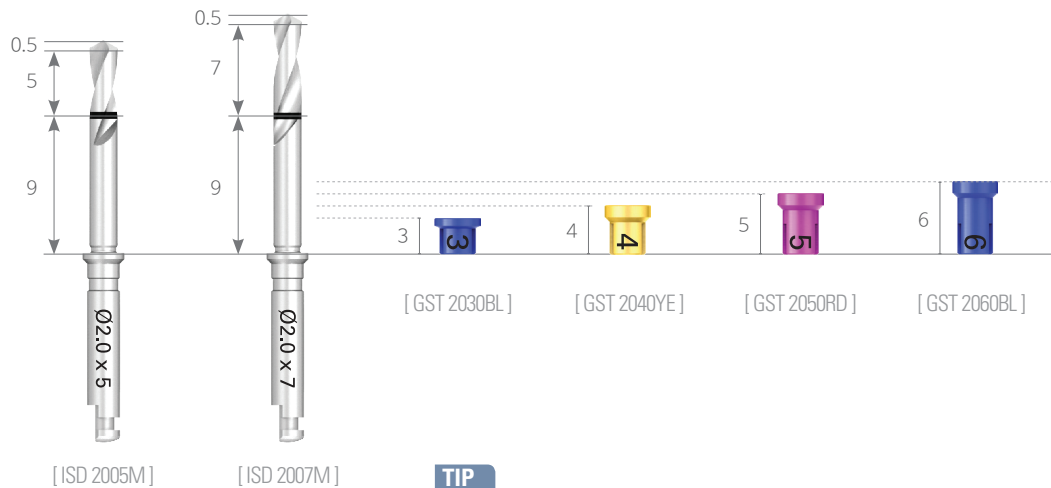 0.5
5
9
Ø2.0 x 5
[ ISD 2005M ]
0.5
7
9
Ø2.0 x 7
[ ISD 2007M ]
3
3
[ GST 2030BL ]
4
4
[ GST 2040YE ]
5
5
[ GST 2050RD ]
6
6
[ GST 2060BL ]
TIP